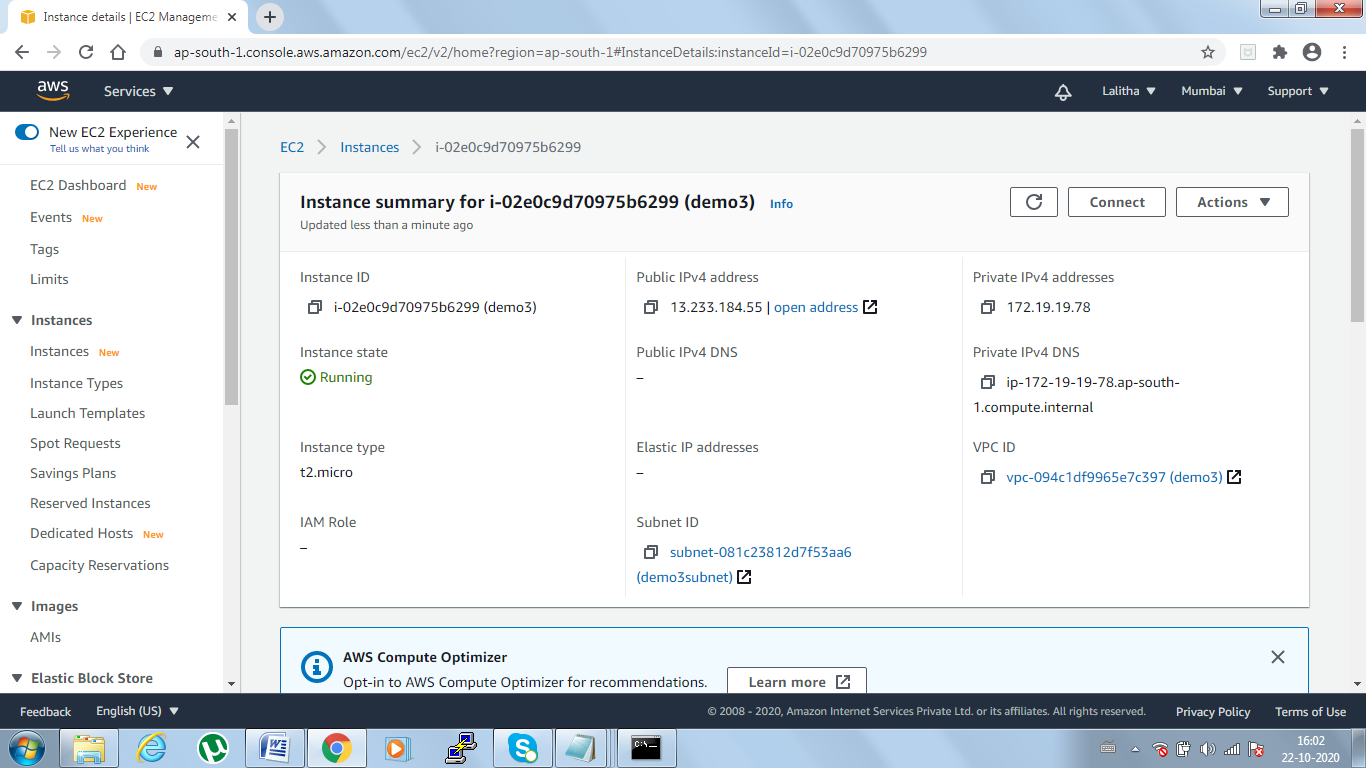 Instance details | EC2 Manageme
ap-south-1.console.aws.amazon.com/ec2/v2/home?region=ap-south-1#InstanceDetails:instanceId=i-02e0c9d70975b6299
aws Services Lalitha Mumbai Support
New EC2 Experience
Tell us what you think
EC2 Dashboard New
Events New
Tags
Limits
Instances
Instances New
Instance Types
Launch Templates
Spot Requests
Savings Plans
Reserved Instances
Dedicated Hosts New
Capacity Reservations
Images
AMIs
Elastic Block Store
EC2 Instances i-02e0c9d70975b6299
Instance summary for i-02e0c9d70975b6299 (demo3) Info
Updated less than a minute ago
Connect Actions
Instance ID
i-02e0c9d70975b6299 (demo3)
Public IPv4 address
13.233.184.55 | open address
Private IPv4 addresses
172.19.19.78
Instance state
Running
Public IPv4 DNS
–
Private IPv4 DNS
ip-172-19-19-78.ap-south-
1.compute.internal
Instance type
t2.micro
Elastic IP addresses
–
VPC ID
vpc-094c1df9965e7c397 (demo3)
IAM Role
–
Subnet ID
subnet-081c23812d7f53aa6
(demo3subnet)
AWS Compute Optimizer
Opt-in to AWS Compute Optimizer for recommendations.
Learn more
Feedback English (US) © 2008 - 2020, Amazon Internet Services Private Ltd. or its affiliates. All rights reserved. Privacy Policy Terms of Use
16:02
22-10-2020